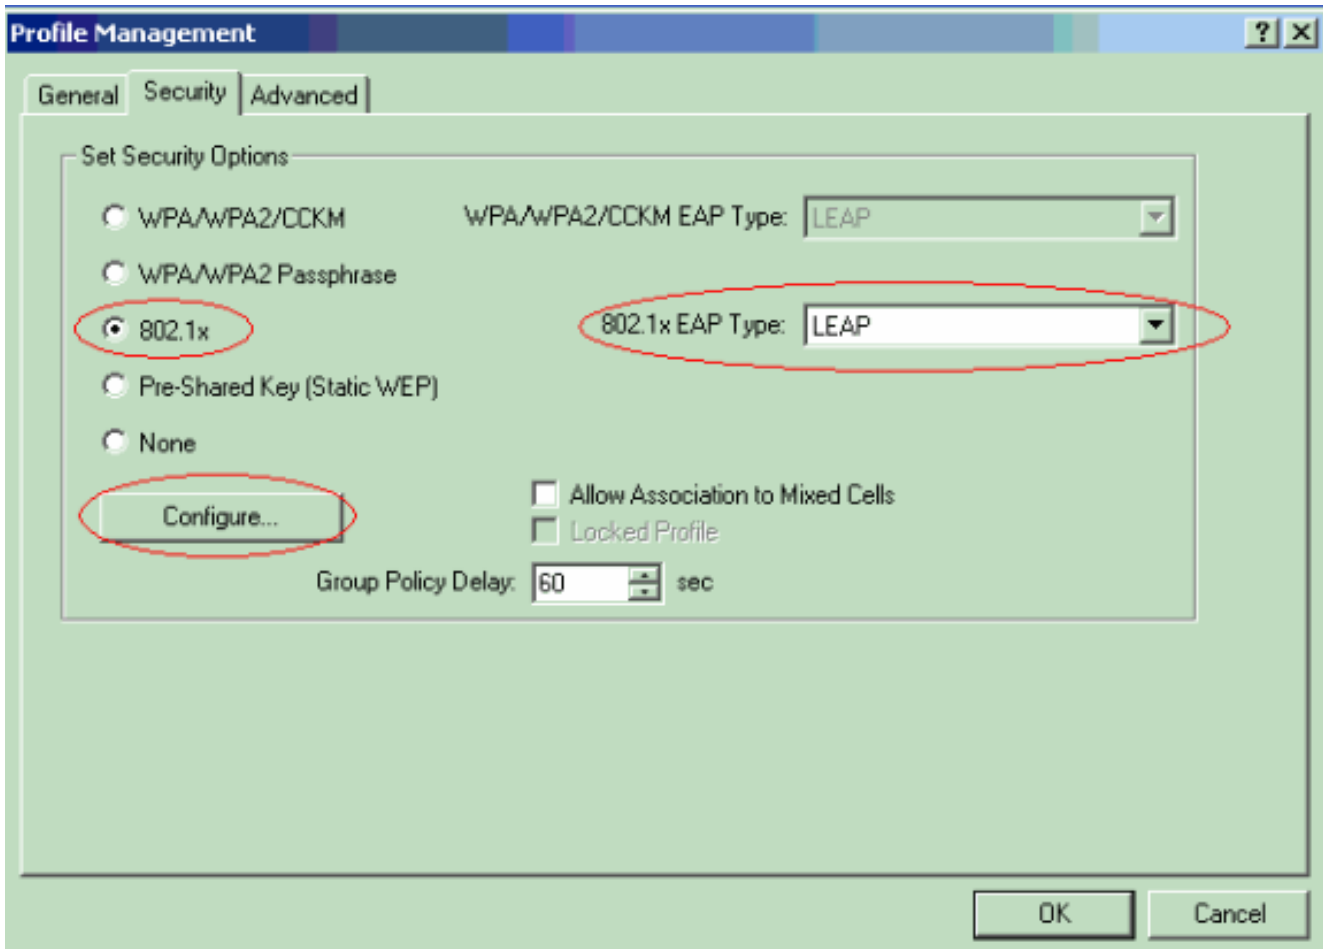 Profile Management
General Security Advanced
Set Security Options
WPA/WPA2/CCKM WPA/WPA2/CCKM EAP Type: LEAP
WPA/WPA2 Passphrase
802.1x 802.1x EAP Type: LEAP
Pre-Shared Key (Static WEP)
None
Configure... Allow Association to Mixed Cells
Locked Profile
Group Policy Delay: 60 sec
OK Cancel